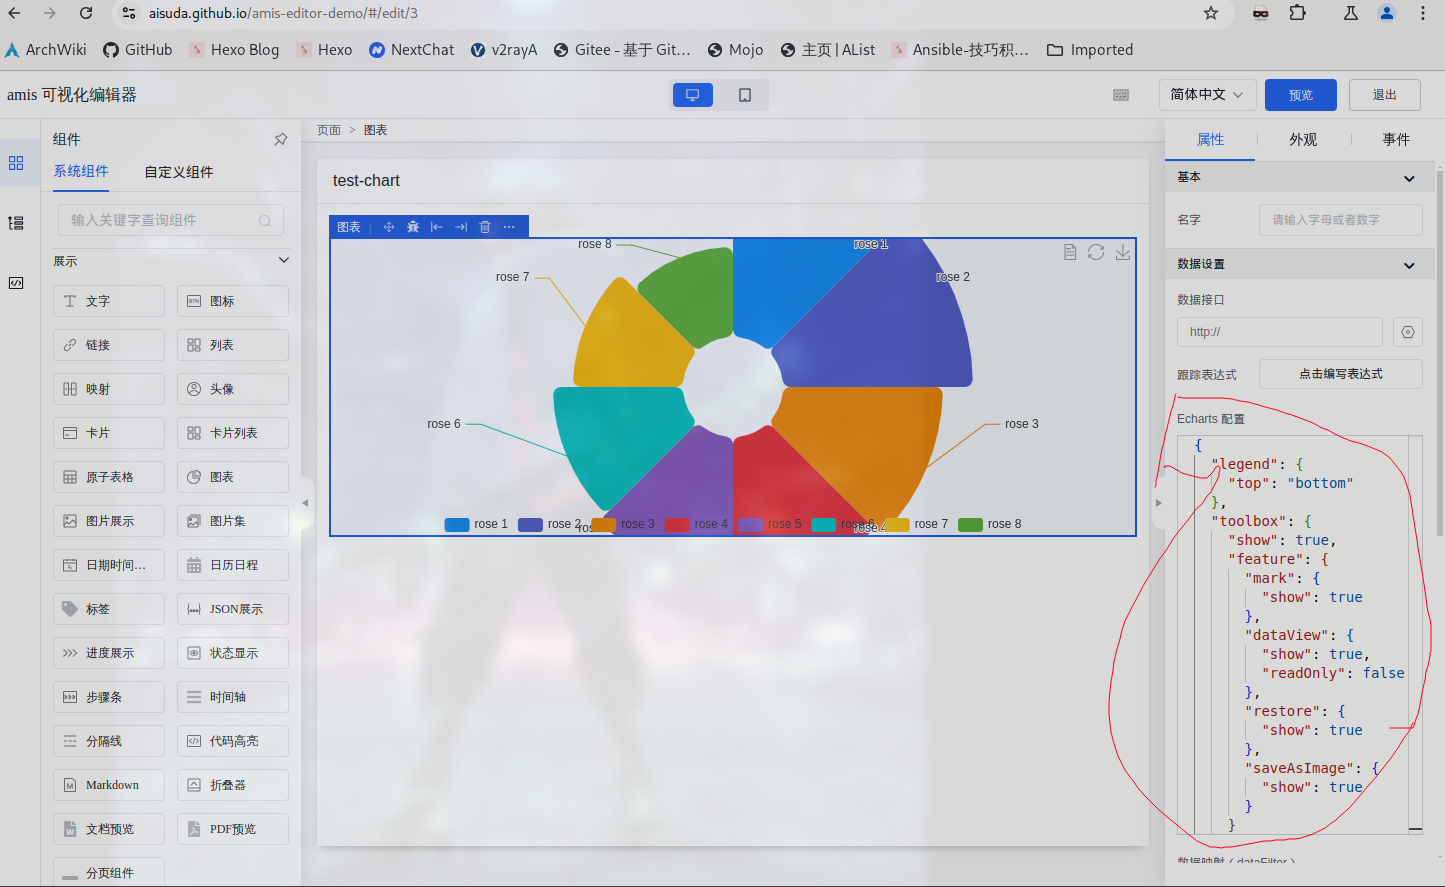 aisuda.github.io/amis-editor-demo/#/edit/3
ArchWiki GitHub Hexo Blog Hexo NextChat v2rayA Gitee - 基于 Git… Mojo 主页 | AList Ansible-技巧积… Imported
amis 可视化编辑器 简体中文 预览 退出
组件
系统组件 自定义组件
输入关键字查询组件
展示
文字 图标
链接 列表
映射 头像
卡片 卡片列表
原子表格 图表
图片展示 图片集
日期时间... 日历日程
标签 JSON展示
进度展示 状态显示
步骤条 时间轴
分隔线 代码高亮
Markdown 折叠器
文档预览 PDF预览
分页组件
页面 > 图表
test-chart
图表
rose 8 rose 1
rose 7 rose 2
rose 6 rose 3
rose 4
rose 1 rose 2 rose 3 rose 4 rose 5 rose 6 rose 7 rose 8
属性 外观 事件
基本
名字 请输入字母或者数字
数据设置
数据接口
http://
跟踪表达式 点击编写表达式
Echarts 配置
{
"legend": {
"top": "bottom"
},
"toolbox": {
"show": true,
"feature": {
"mark": {
"show": true
},
"dataView": {
"show": true,
"readOnly": false
},
"restore": {
"show": true
},
"saveAsImage": {
"show": true
}
}
数据映射 ( dataFilter )